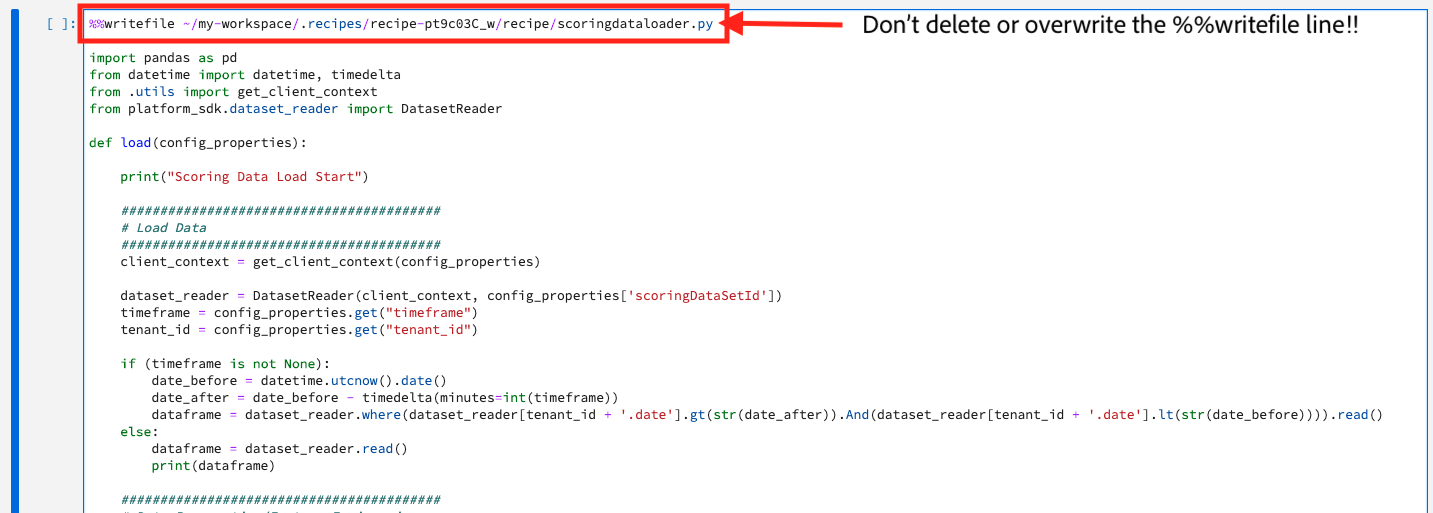 [ ]: %%writefile ~/my-workspace/.recipes/recipe-pt9c03C_w/recipe/scoringdataloader.py
Don't delete or overwrite the %%writefile line!!
import pandas as pd
from datetime import datetime, timedelta
from .utils import get_client_context
from platform_sdk.dataset_reader import DatasetReader
def load(config_properties):
    print("Scoring Data Load Start")
    #########################################
    # Load Data
    #########################################
    client_context = get_client_context(config_properties)
    dataset_reader = DatasetReader(client_context, config_properties['scoringDataSetId'])
    timeframe = config_properties.get("timeframe")
    tenant_id = config_properties.get("tenant_id")
    if (timeframe is not None):
        date_before = datetime.utcnow().date()
        date_after = date_before - timedelta(minutes=int(timeframe))
        dataframe = dataset_reader.where(dataset_reader[tenant_id + '.date'].gt(str(date_after)).And(dataset_reader[tenant_id + '.date'].lt(str(date_before)))).read()
    else:
        dataframe = dataset_reader.read()
        print(dataframe)
    #########################################